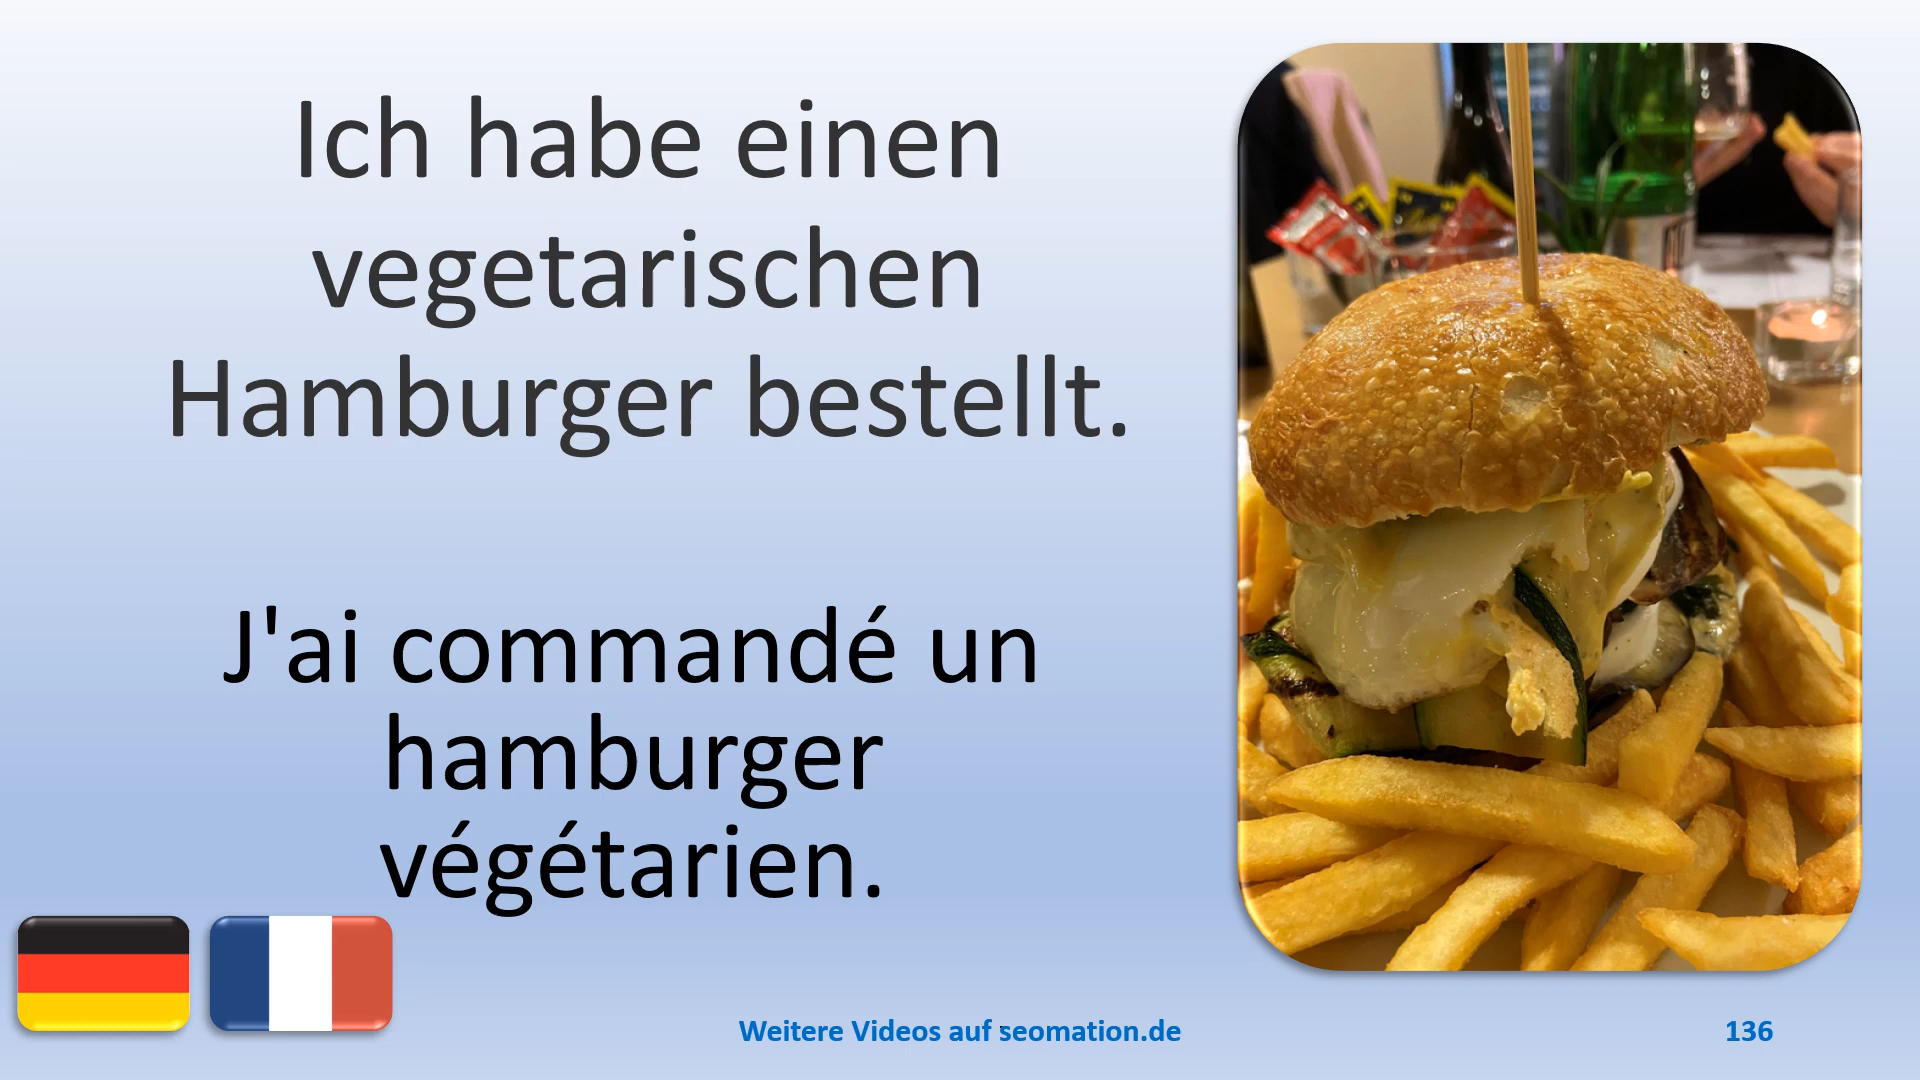 Ich habe einen
vegetarischen
Hamburger bestellt.
J'ai commandé un
hamburger
végétarien.
Weitere Videos auf seomation.de
136